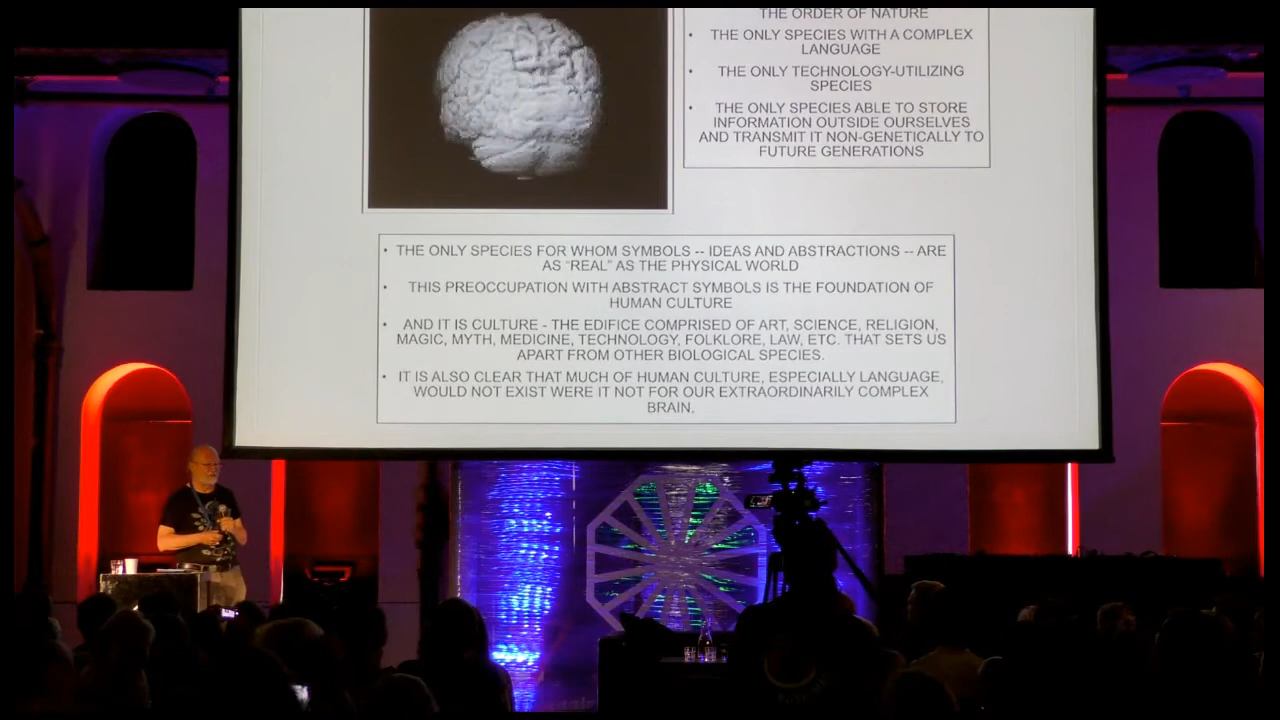 THE ORDER OF NATURE
• THE ONLY SPECIES WITH A COMPLEX
LANGUAGE
• THE ONLY TECHNOLOGY-UTILIZING
SPECIES
• THE ONLY SPECIES ABLE TO STORE
INFORMATION OUTSIDE OURSELVES
AND TRANSMIT IT NON-GENETICALLY TO
FUTURE GENERATIONS
• THE ONLY SPECIES FOR WHOM SYMBOLS -- IDEAS AND ABSTRACTIONS -- ARE
AS "REAL" AS THE PHYSICAL WORLD
• THIS PREOCCUPATION WITH ABSTRACT SYMBOLS IS THE FOUNDATION OF
HUMAN CULTURE
• AND IT IS CULTURE - THE EDIFICE COMPRISED OF ART, SCIENCE, RELIGION,
MAGIC, MYTH, MEDICINE, TECHNOLOGY, FOLKLORE, LAW, ETC. THAT SETS US
APART FROM OTHER BIOLOGICAL SPECIES.
• IT IS ALSO CLEAR THAT MUCH OF HUMAN CULTURE, ESPECIALLY LANGUAGE,
WOULD NOT EXIST WERE IT NOT FOR OUR EXTRAORDINARILY COMPLEX
BRAIN.